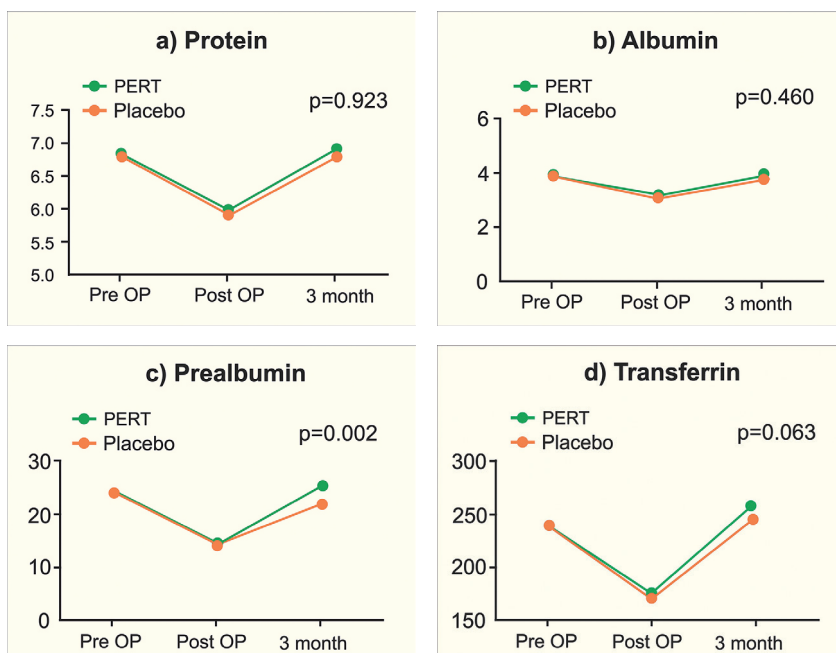 a) Protein
PERT
Placebo
p=0.923
7.5
7.0
6.5
6.0
5.5
5.0
Pre OP
Post OP
3 month
b) Albumin
PERT
Placebo
p=0.460
6
4
2
0
Pre OP
Post OP
3 month
c) Prealbumin
PERT
Placebo
p=0.002
30
20
10
0
Pre OP
Post OP
3 month
d) Transferrin
PERT
Placebo
p=0.063
300
250
200
150
Pre OP
Post OP
3 month